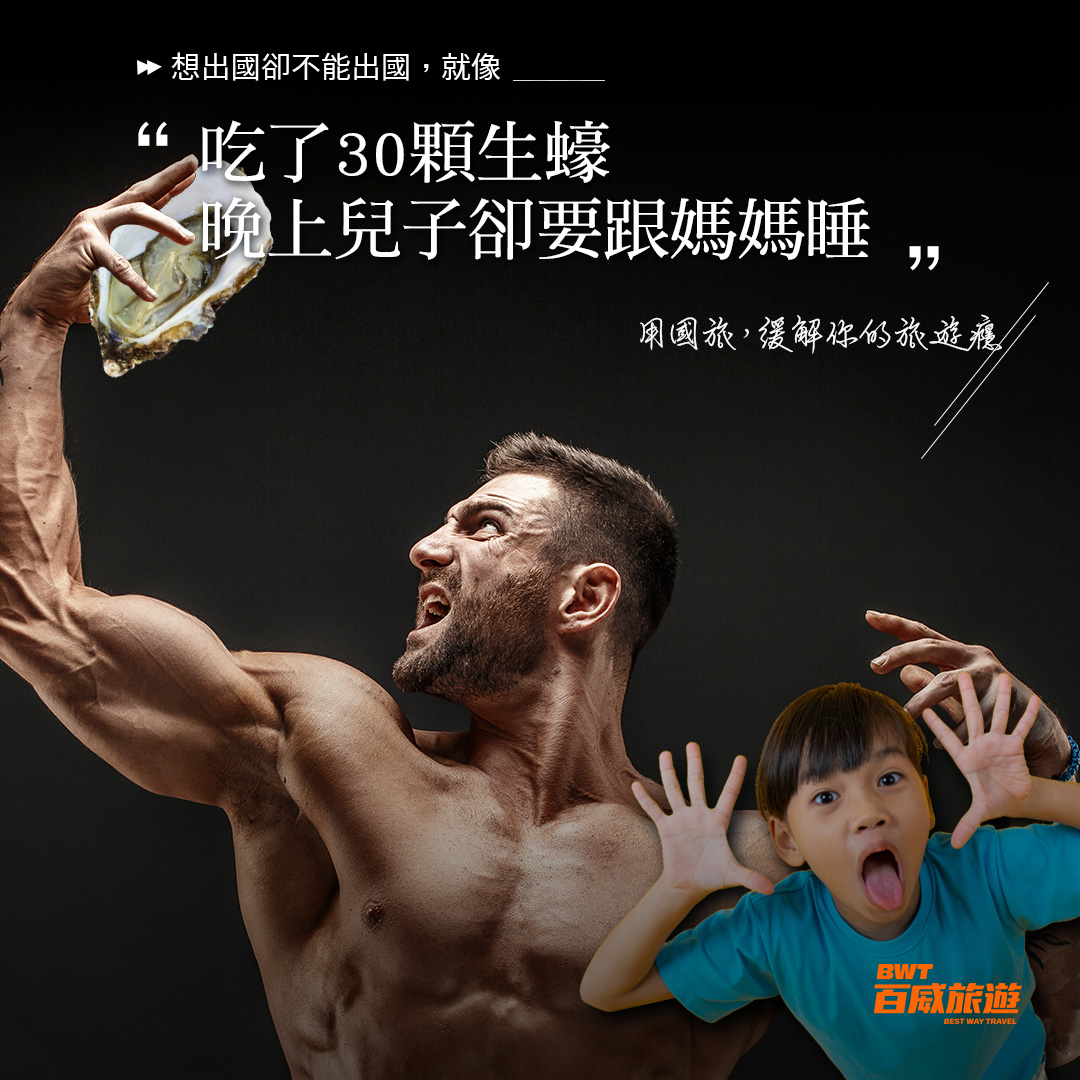 想出國卻不能出國，就像 ______
“ 吃了30顆生蠔
晚上兒子卻要跟媽媽睡 ”
用國旅，緩解你的旅遊癮
BWT
百威旅遊
BEST WAY TRAVEL